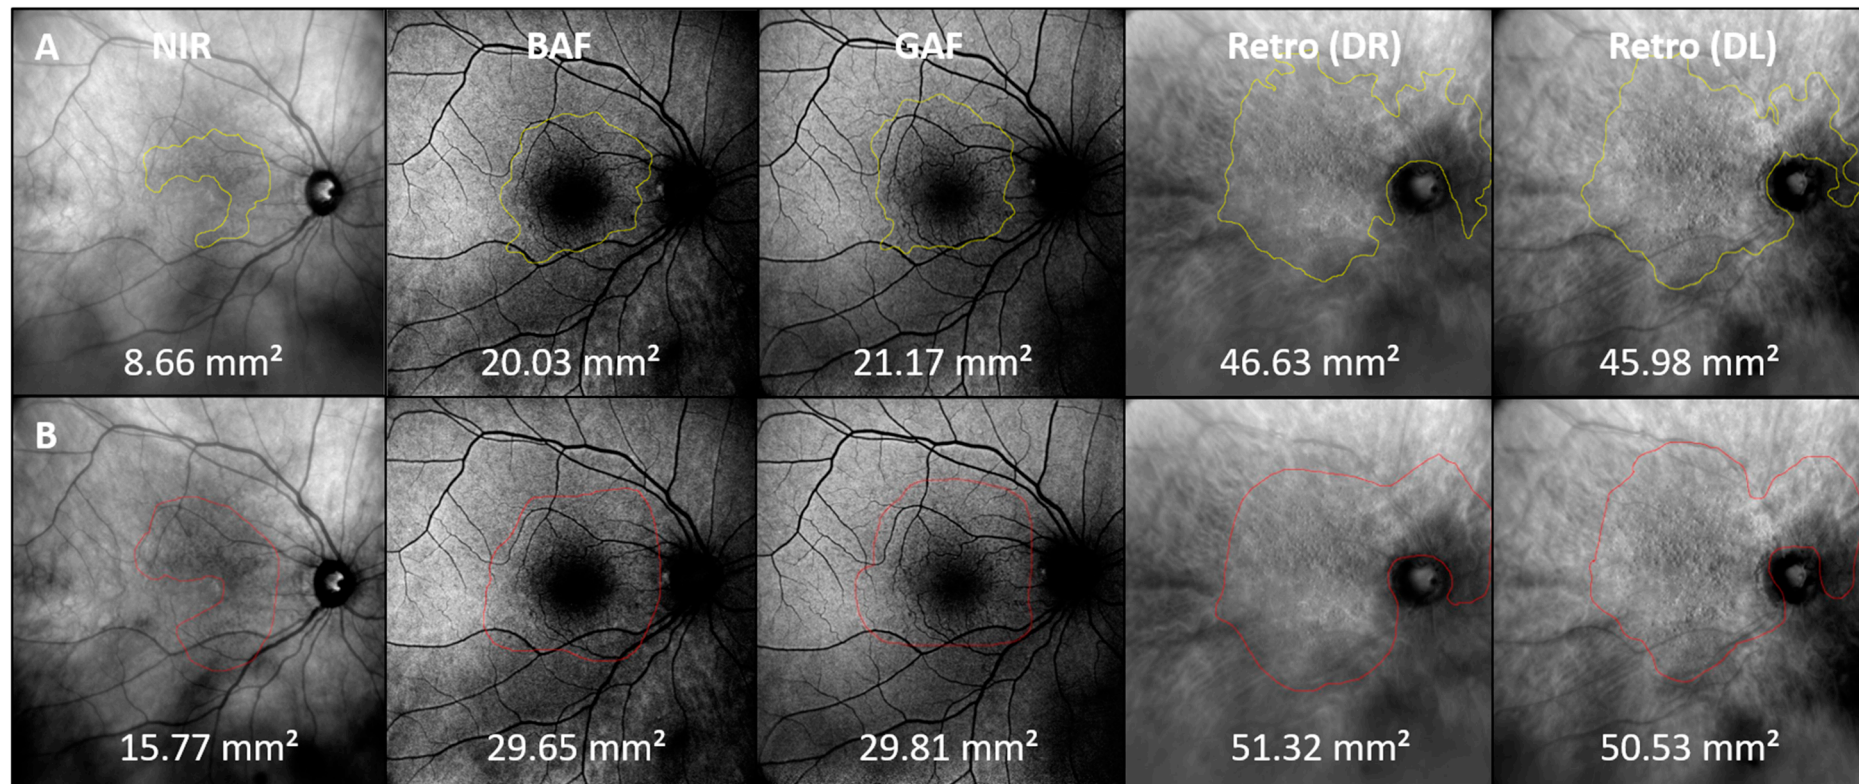 A NIR BAF GAF Retro (DR) Retro (DL)
8.66 mm² 20.03 mm² 21.17 mm² 46.63 mm² 45.98 mm²
B
15.77 mm² 29.65 mm² 29.81 mm² 51.32 mm² 50.53 mm²